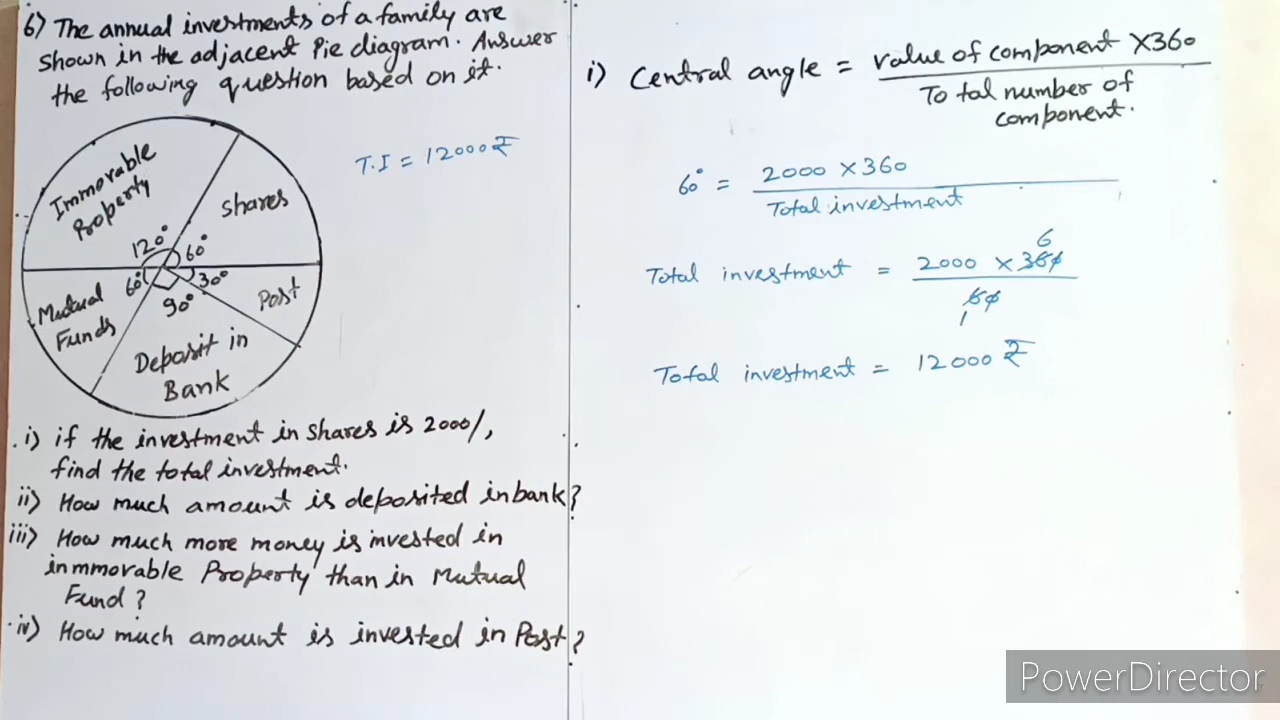 6) The annual investments of a family are
shown in the adjacent Pie diagram. Answer
the following question based on it.
T.I = 12000₹
Immovable
Property
shares
120°
60°
60°
30°
90°
Mutual
Funds
Post
Deposit in
Bank
i) if the investment in shares is 2000/,
find the total investment.
ii) How much amount is deposited in bank?
iii) How much more money is invested in
inmmorable Property than in Mutual
Fund?
iv) How much amount is invested in Post?
i) Central angle = value of component X360
To tal number of
component.
60° = 2000 X360
Total investment
6
Total investment = 2000 x 360
60
1
Total investment = 12000 ₹
PowerDirector